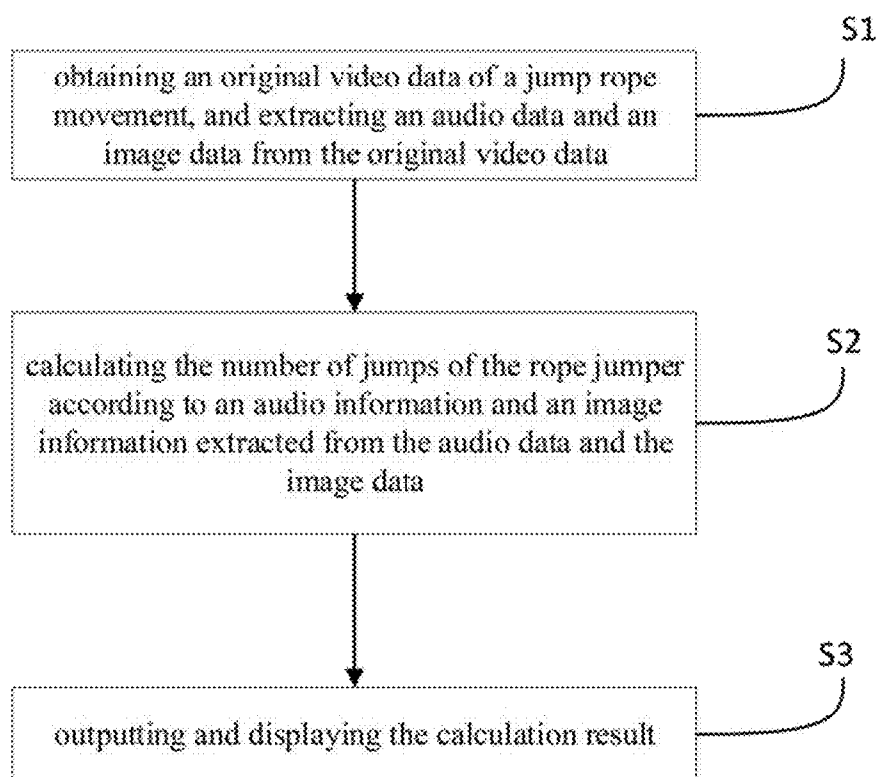 S1
obtaining an original video data of a jump rope
movement, and extracting an audio data and an
image data from the original video data
S2
calculating the number of jumps of the rope jumper
according to an audio information and an image
information extracted from the audio data and the
image data
S3
outputting and displaying the calculation result